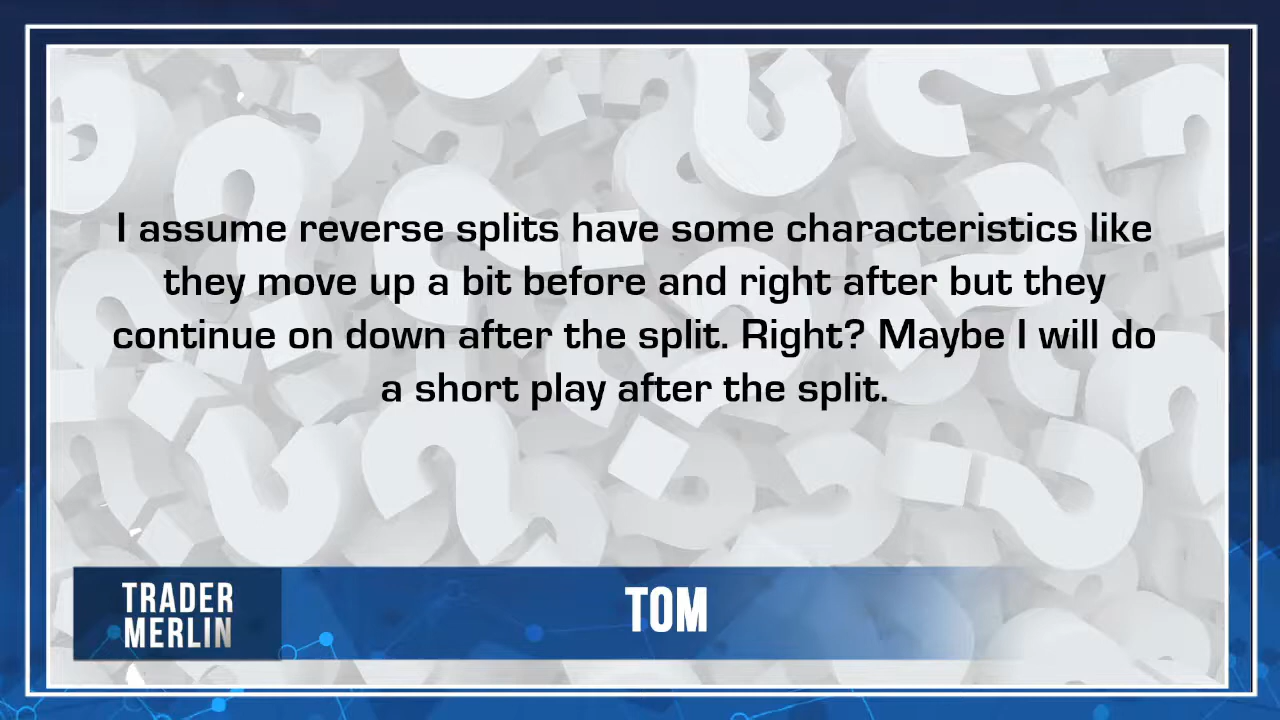 I assume reverse splits have some characteristics like
they move up a bit before and right after but they
continue on down after the split. Right? Maybe I will do
a short play after the split.
TRADER
MERLIN
TOM